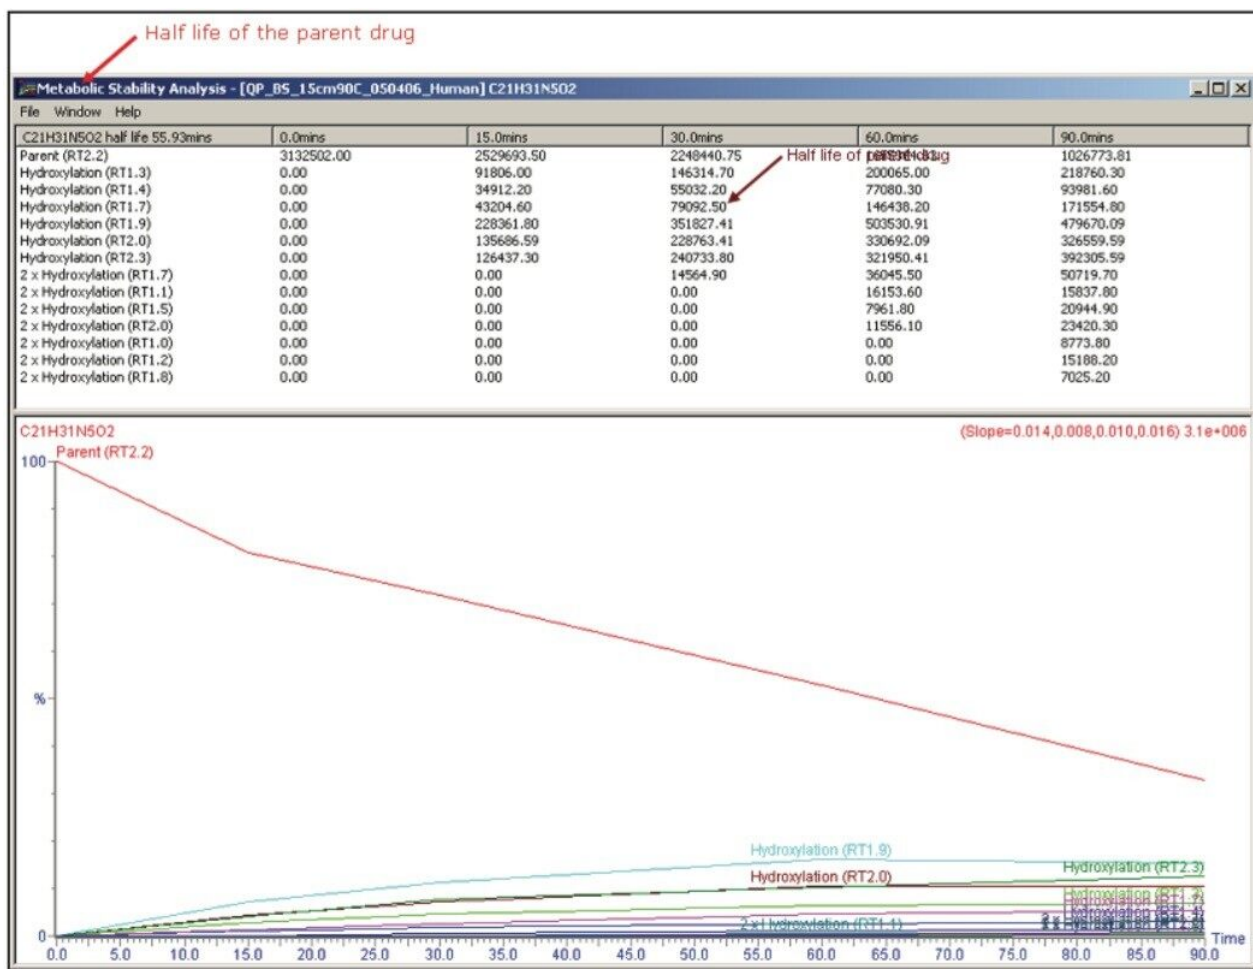 Half life of the parent drug
Metabolic Stability Analysis - [QP_BS_15cm90C_050406_Human] C21H31N5O2
File Window Help
C21H31N5O2 half life 55.93mins 0.0mins 15.0mins 30.0mins 60.0mins 90.0mins
Parent (RT2.2) 3132502.00 2529693.50 2248440.75 1026773.81
Half life of parent drug
Hydroxylation (RT1.3) 0.00 91806.00 146314.70 200065.00 218760.30
Hydroxylation (RT1.4) 0.00 34912.20 55032.20 77080.30 93981.60
Hydroxylation (RT1.7) 0.00 43204.60 79092.50 146438.20 171554.80
Hydroxylation (RT1.9) 0.00 228361.80 351827.41 503530.91 479670.09
Hydroxylation (RT2.0) 0.00 135686.59 228763.41 330692.09 326559.59
Hydroxylation (RT2.3) 0.00 126437.30 240733.80 321950.41 392305.59
2 x Hydroxylation (RT1.7) 0.00 0.00 14564.90 36045.50 50719.70
2 x Hydroxylation (RT1.1) 0.00 0.00 0.00 16153.60 15837.80
2 x Hydroxylation (RT1.5) 0.00 0.00 0.00 7961.80 20944.90
2 x Hydroxylation (RT2.0) 0.00 0.00 0.00 11556.10 23420.30
2 x Hydroxylation (RT1.0) 0.00 0.00 0.00 0.00 8773.80
2 x Hydroxylation (RT1.2) 0.00 0.00 0.00 0.00 15188.20
2 x Hydroxylation (RT1.8) 0.00 0.00 0.00 0.00 7025.20
C21H31N5O2 (Slope=0.014,0.008,0.010,0.016) 3.1e+006
Parent (RT2.2)
100
%
Hydroxylation (RT1.9)
Hydroxylation (RT2.3)
Hydroxylation (RT2.0)
2 x Hydroxylation (RT1.1)
0
Time
0.0 5.0 10.0 15.0 20.0 25.0 30.0 35.0 40.0 45.0 50.0 55.0 60.0 65.0 70.0 75.0 80.0 85.0 90.0